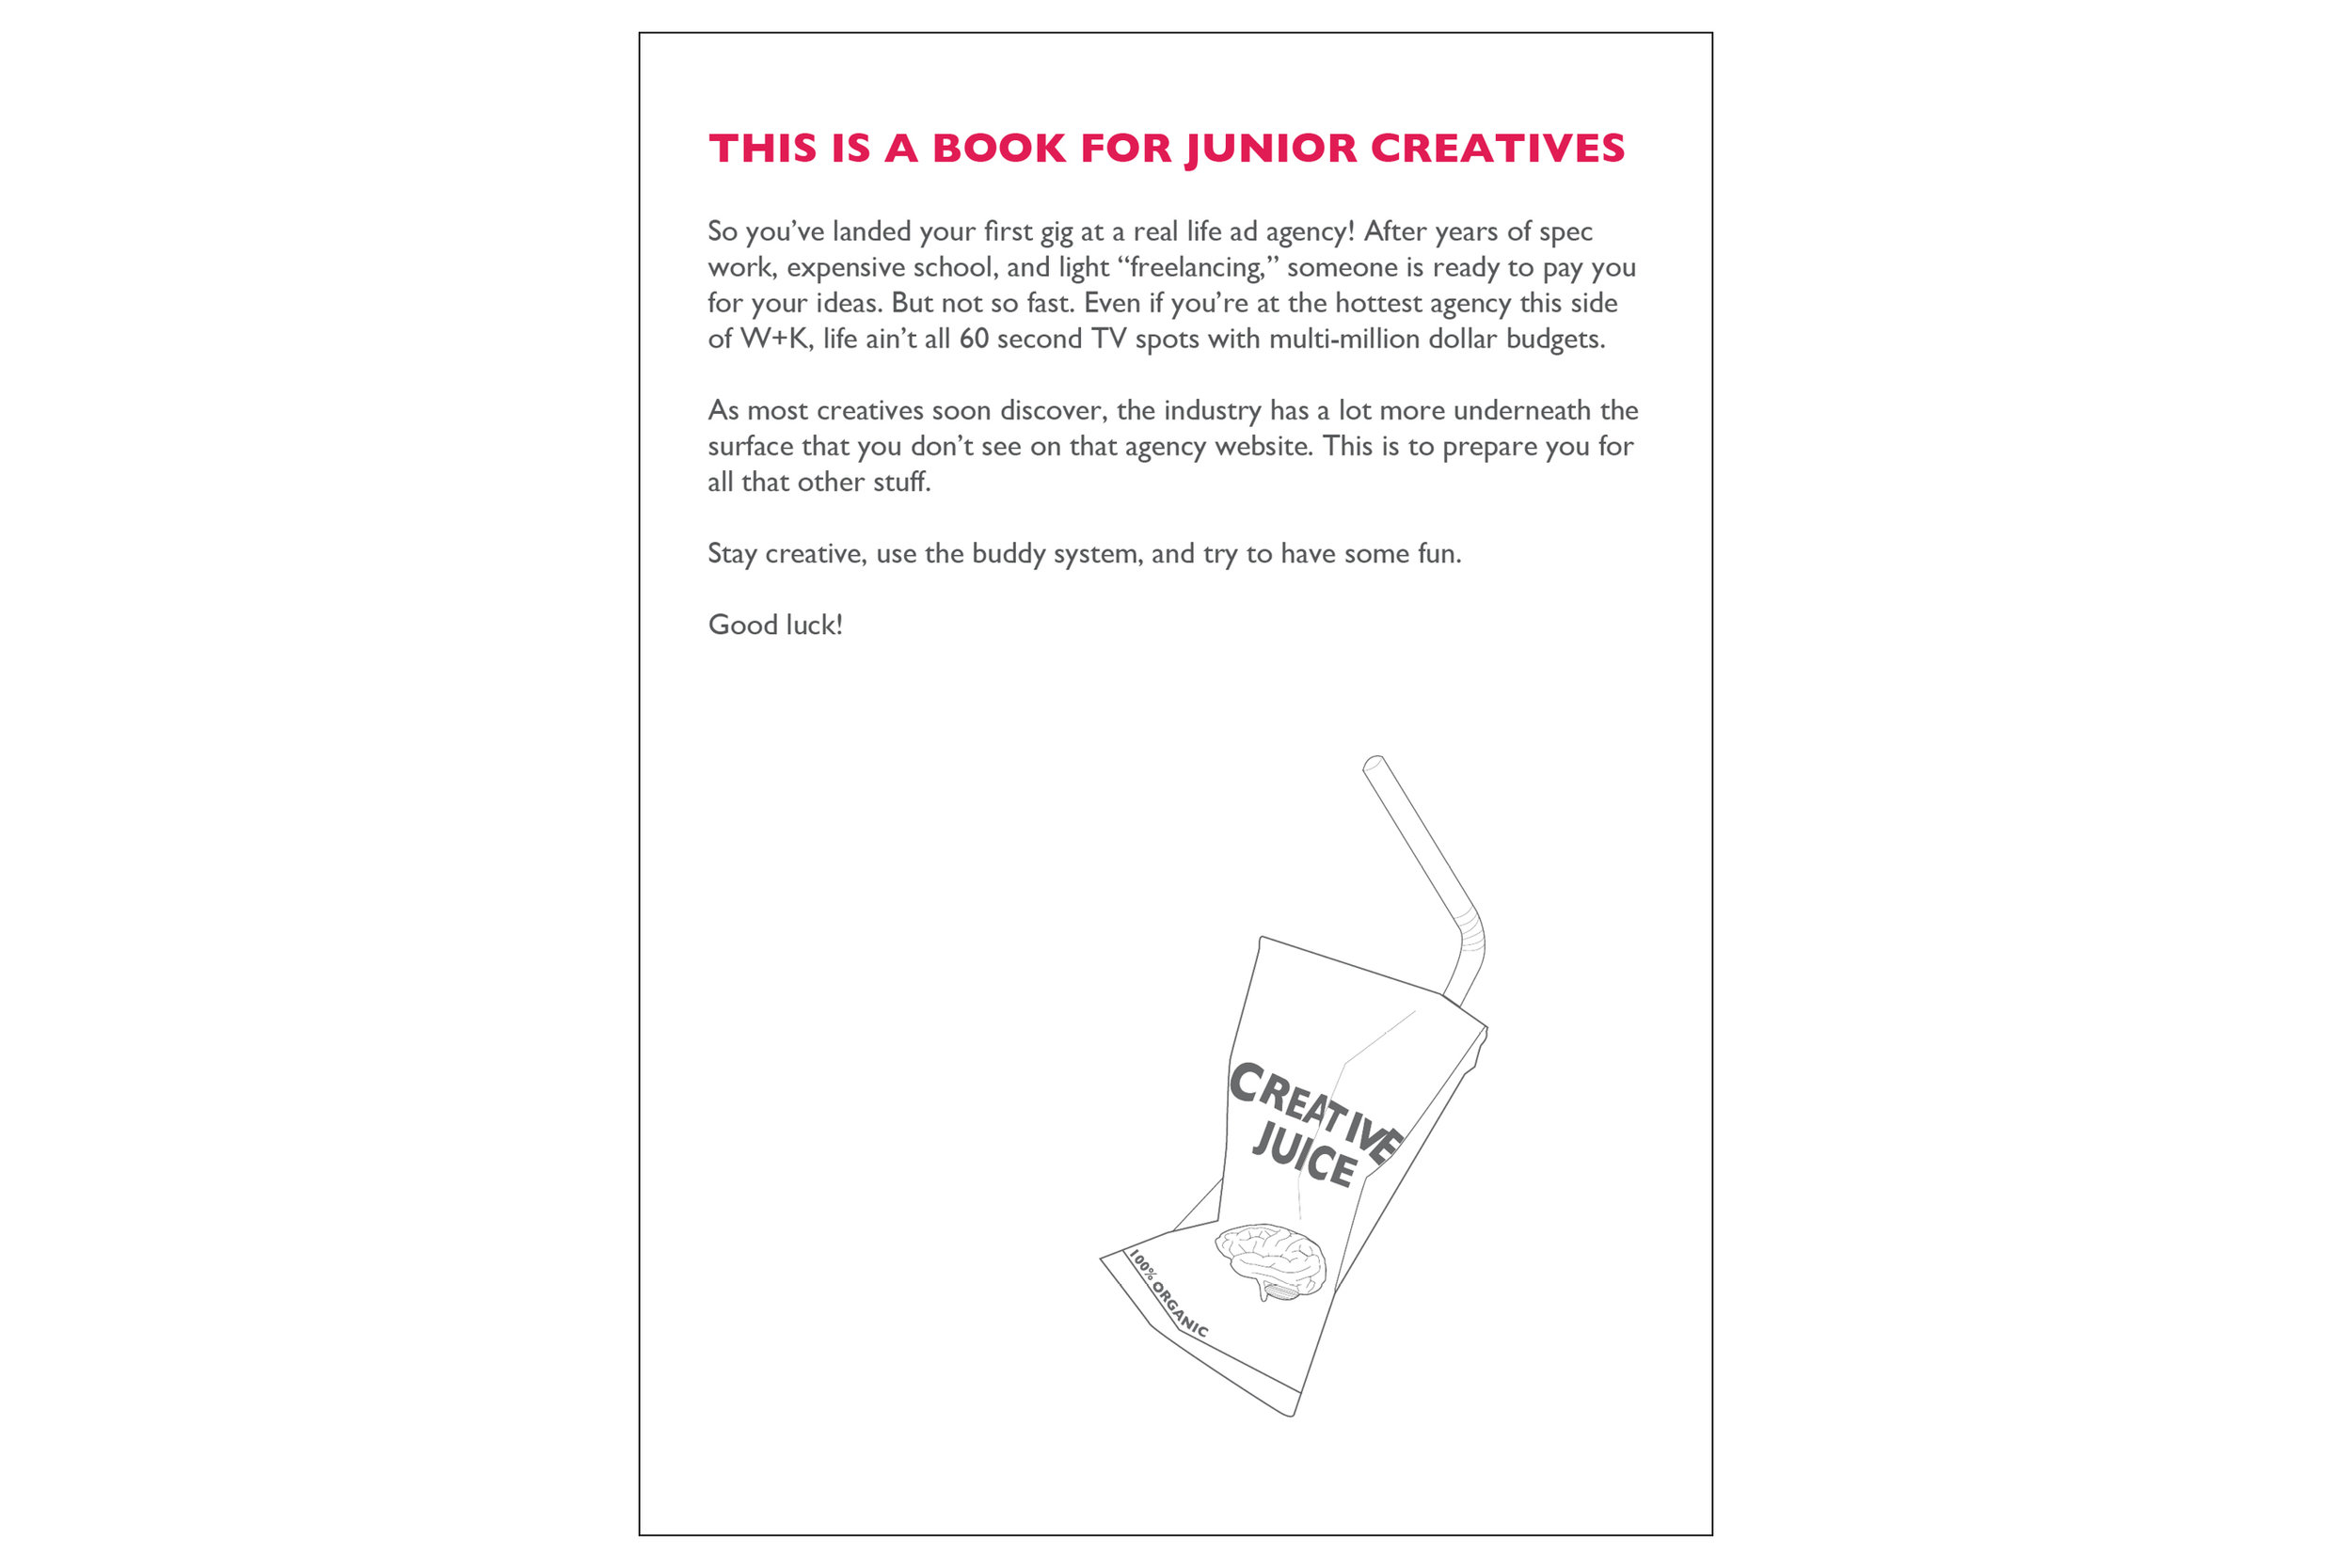 THIS IS A BOOK FOR JUNIOR CREATIVES
So you’ve landed your first gig at a real life ad agency! After years of spec
work, expensive school, and light “freelancing,” someone is ready to pay you
for your ideas. But not so fast. Even if you’re at the hottest agency this side
of W+K, life ain’t all 60 second TV spots with multi-million dollar budgets.
As most creatives soon discover, the industry has a lot more underneath the
surface that you don’t see on that agency website. This is to prepare you for
all that other stuff.
Stay creative, use the buddy system, and try to have some fun.
Good luck!
CREATIVE
JUICE
100% ORGANIC